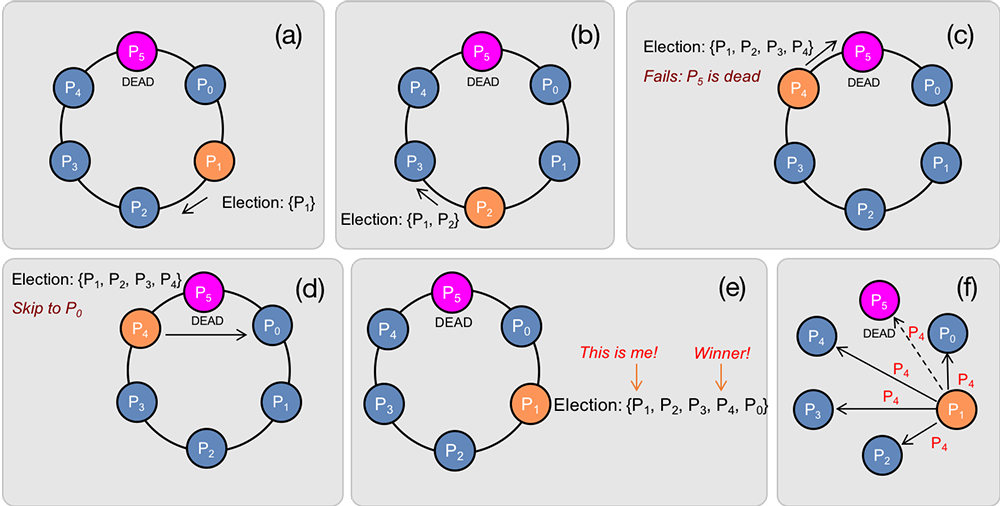 (a)
P₅
DEAD
P₄
P₀
P₃
P₁
P₂
Election: {P₁}
(b)
P₅
DEAD
P₄
P₀
P₃
P₁
P₂
Election: {P₁, P₂}
(c)
Election: {P₁, P₂, P₃, P₄}
Fails: P₅ is dead
P₅
DEAD
P₄
P₀
P₃
P₁
P₂
(d)
Election: {P₁, P₂, P₃, P₄}
Skip to P₀
P₅
DEAD
P₄
P₀
P₃
P₁
P₂
(e)
P₅
DEAD
P₄
P₀
P₃
P₁
P₂
This is me!
Winner!
Election: {P₁, P₂, P₃, P₄, P₀}
(f)
P₅
DEAD
P₄
P₄
P₀
P₄
P₄
P₃
P₄
P₁
P₄
P₂